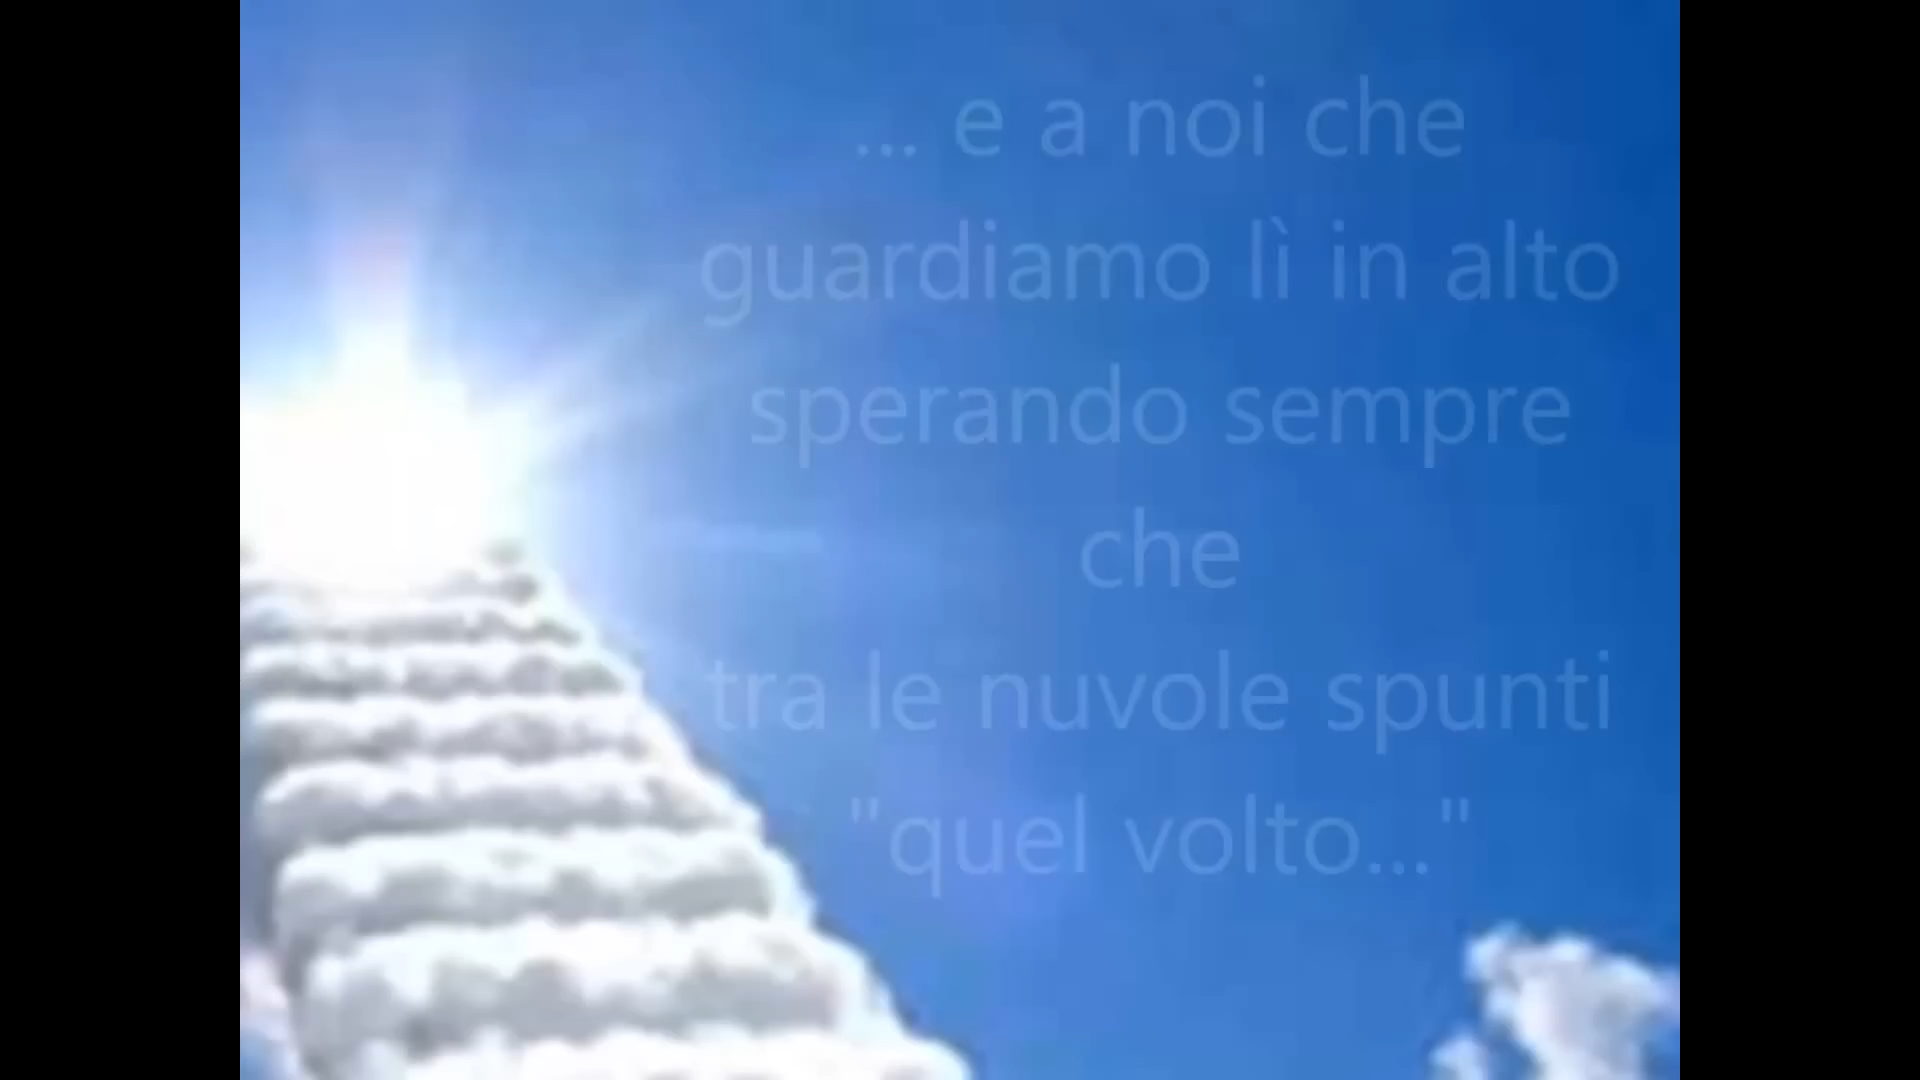 ... e a noi che
guardiamo lì in alto
sperando sempre
che
tra le nuvole spunti
"quel volto..."